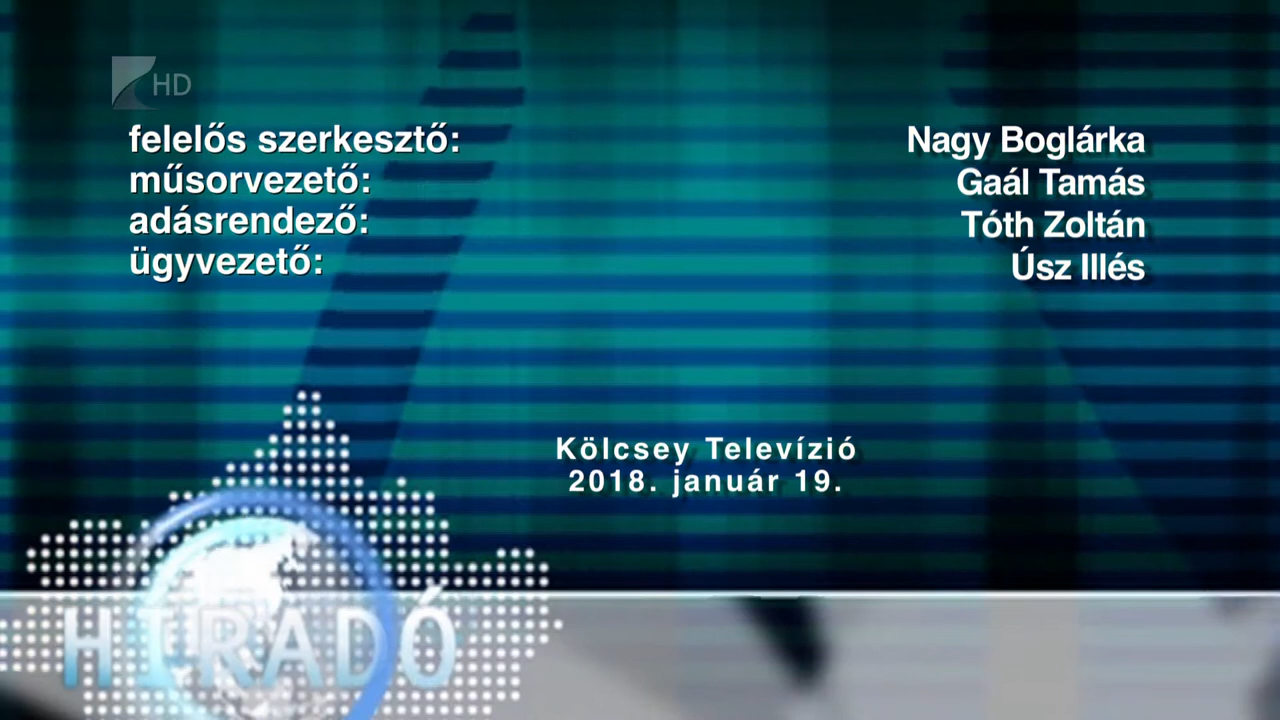 HD
felelős szerkesztő: Nagy Boglárka
műsorvezető: Gaál Tamás
adásrendező: Tóth Zoltán
ügyvezető: Úsz Illés
Kölcsey Televízió
2018. január 19.
HÍRADÓ